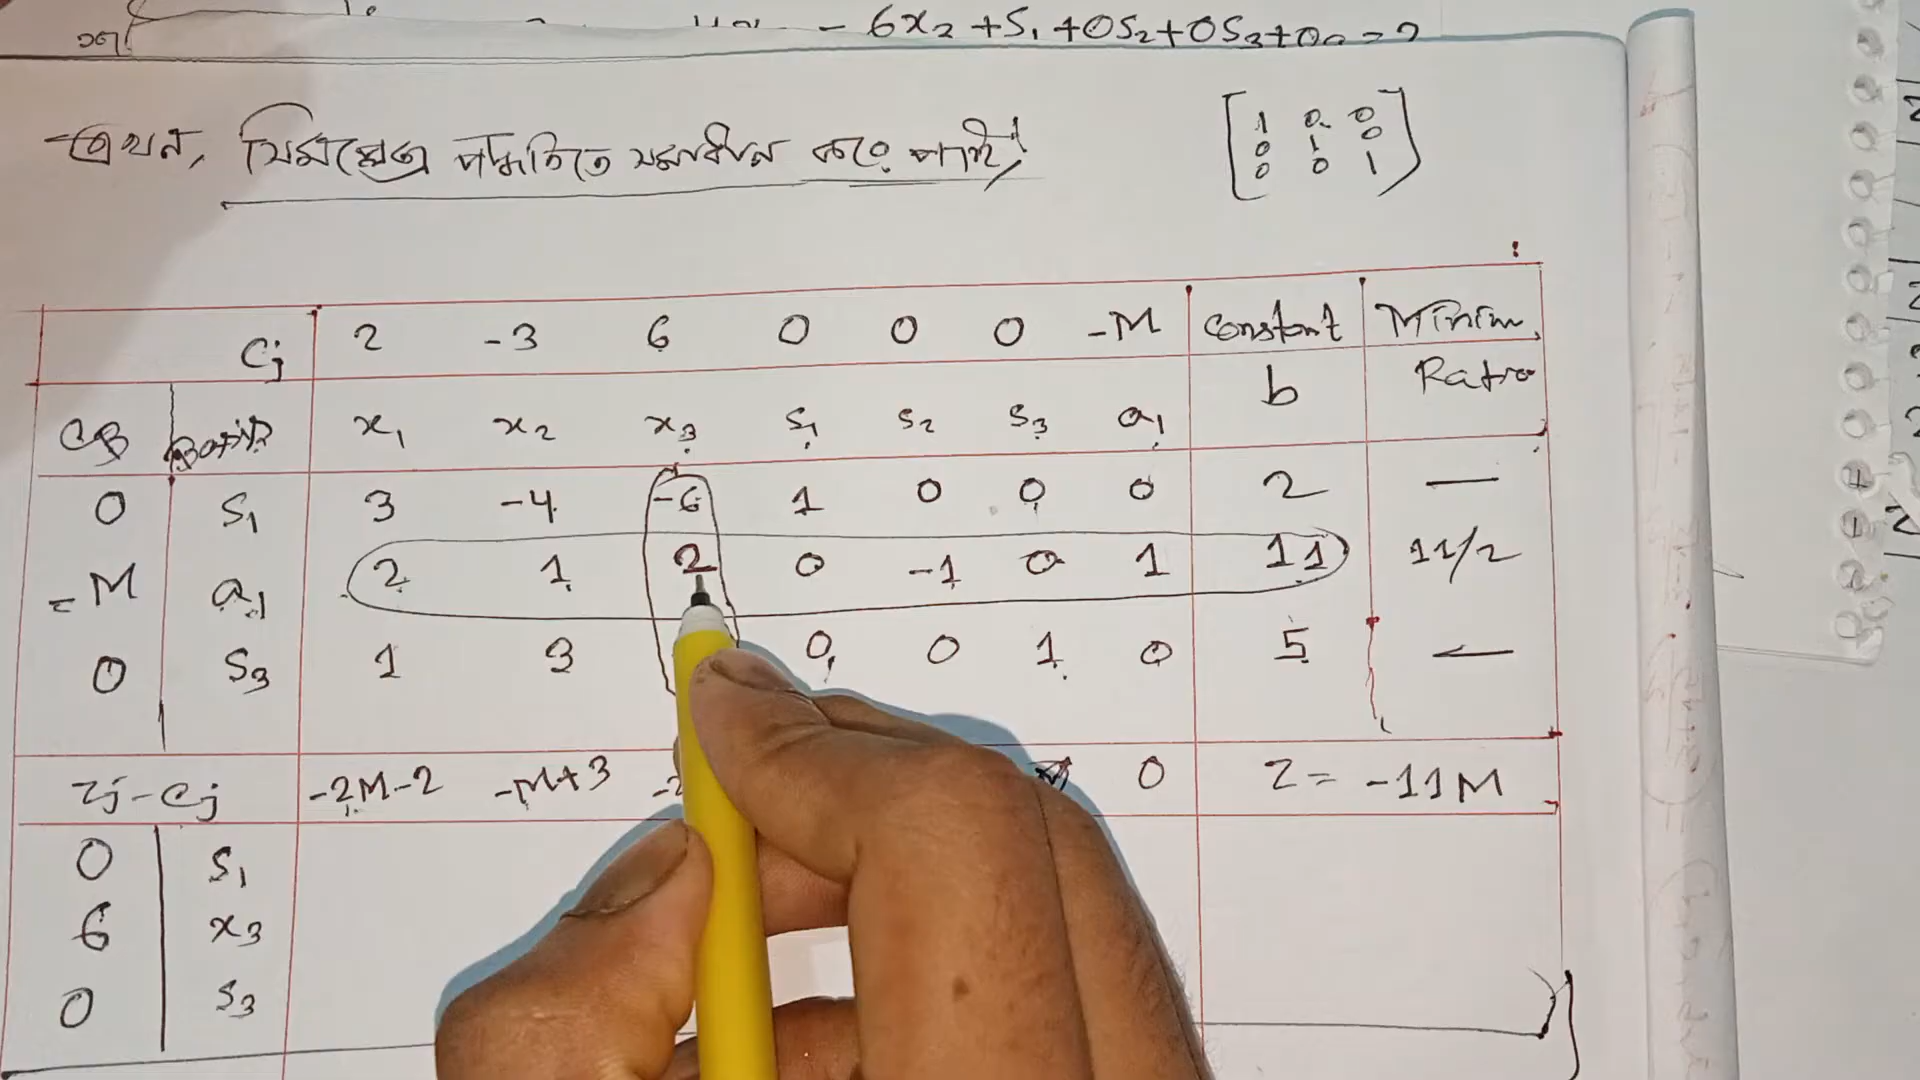 - 6x2 + S1 + 0S2 + 0S3 + 0a = 2
এখন, সিমপ্লেক্স পদ্ধতিতে সমাধান করে পাই!
1 0 0
0 1 0
0 0 1
Cj 2 -3 6 0 0 0 -M Constant b Minim. Ratio
CB Basis x1 x2 x3 S1 S2 S3 a1
0 S1 3 -4 -6 1 0 0 0 2 —
-M a1 2 1 2 0 -1 0 1 11 11/2
0 S3 1 3 0 0 1 0 5 —
Zj - Cj -2M-2 -M+3 -2 0 Z = -11M
0 S1
6 x3
0 S3